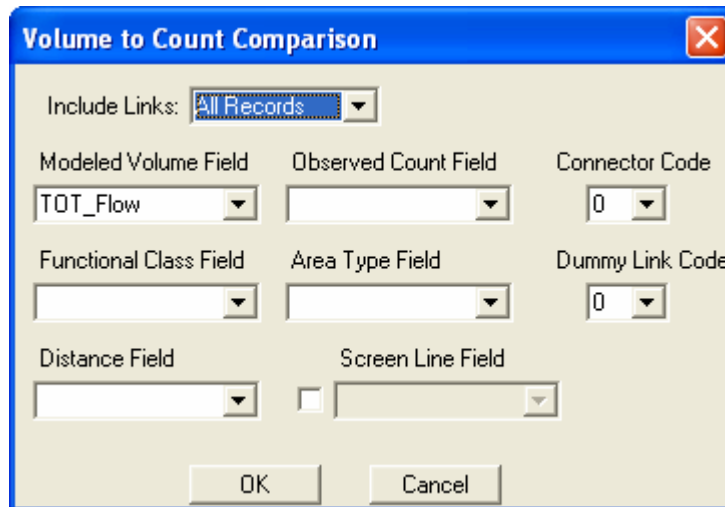 Volume to Count Comparison
Include Links: All Records
Modeled Volume Field Observed Count Field Connector Code
TOT_Flow 0
Functional Class Field Area Type Field Dummy Link Code
0
Distance Field Screen Line Field
OK Cancel